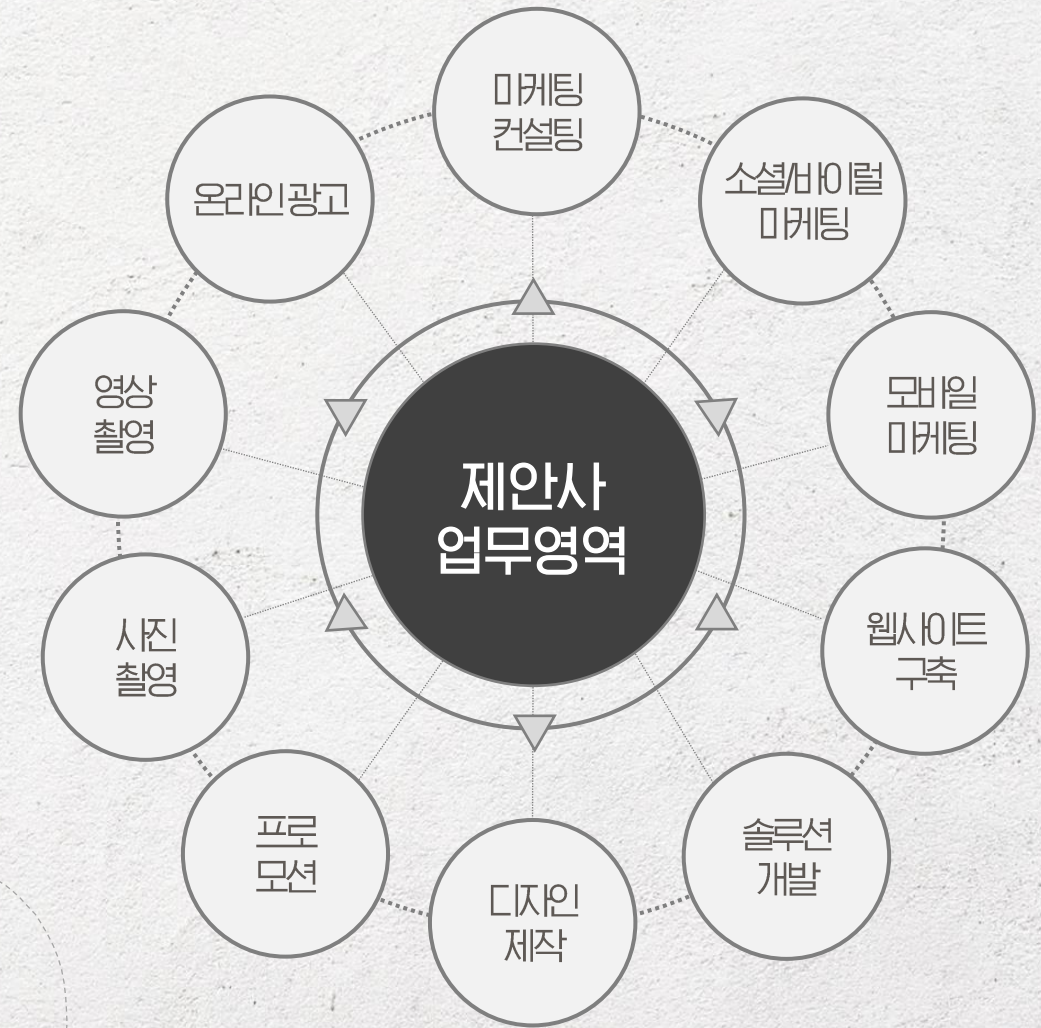 마케팅
컨설팅
소셜/바이럴
마케팅
모바일
마케팅
웹사이트
구축
솔루션
개발
디자인
제작
프로
모션
사진
촬영
영상
촬영
온라인 광고
제안사
업무영역